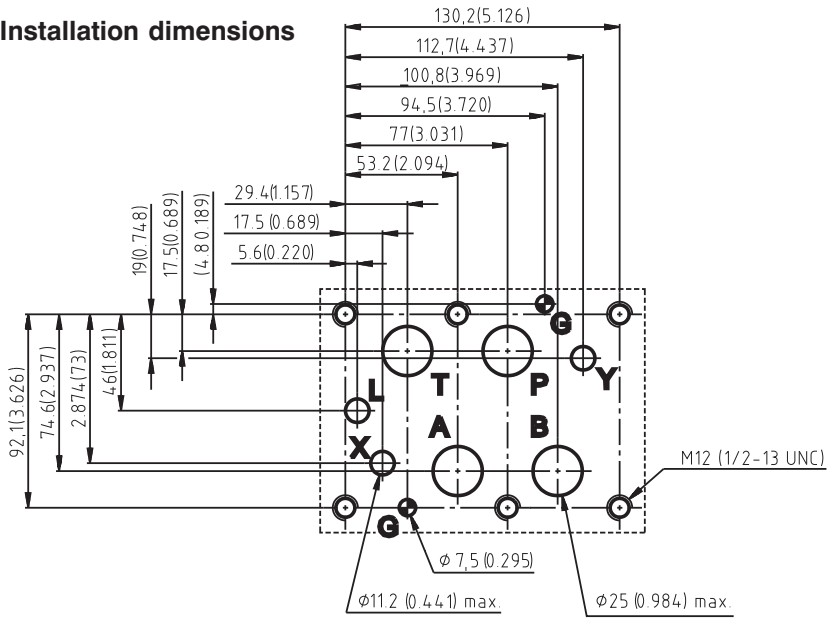 Installation dimensions
130,2(5.126)
112,7(4.437)
100,8(3.969)
94,5(3.720)
77(3.031)
53.2(2.094)
29.4(1.157)
17.5 (0.689)
5.6(0.220)
19(0.748)
17.5(0.689)
(4.8 0.189)
92,1(3.626)
74.6(2.937)
2.874(73)
46(1.811)
G
L
T
P
Y
A
B
X
M12 (1/2-13 UNC)
G
Φ 7,5 (0.295)
Φ11.2 (0.441) max.
Φ25 (0.984) max.